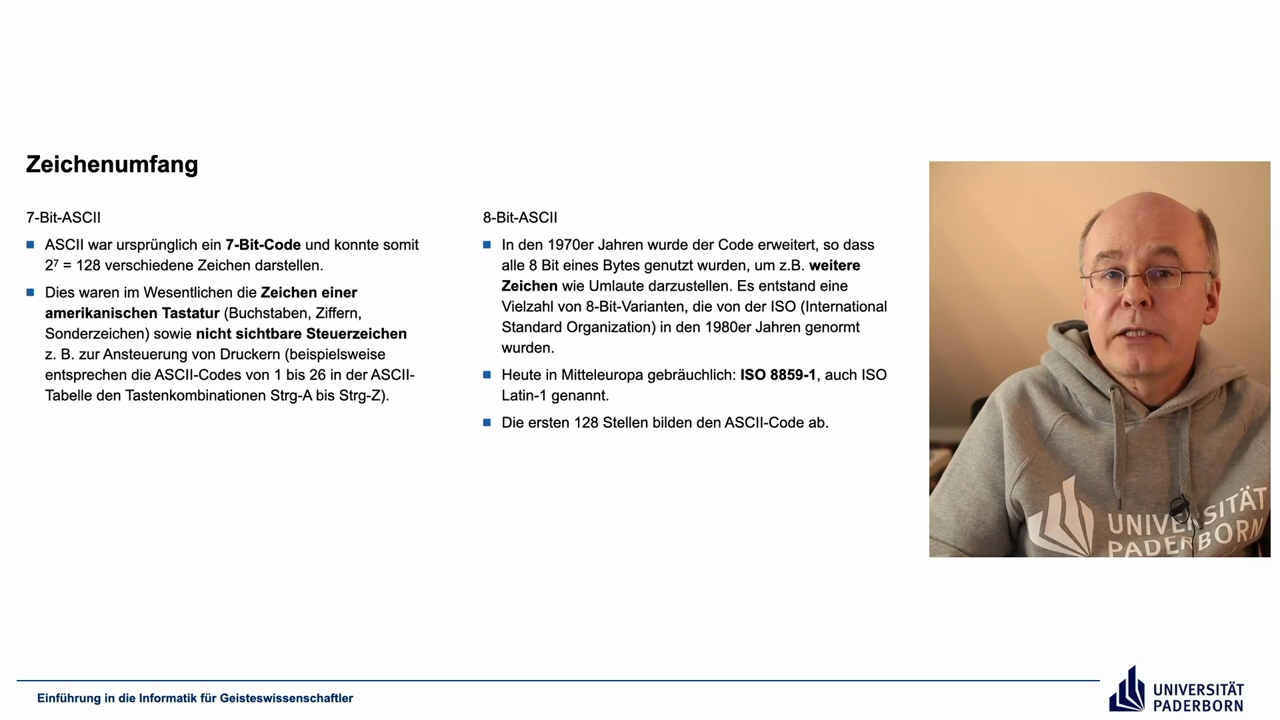 Zeichenumfang
7-Bit-ASCII
ASCII war ursprünglich ein 7-Bit-Code und konnte somit
2⁷ = 128 verschiedene Zeichen darstellen.
Dies waren im Wesentlichen die Zeichen einer
amerikanischen Tastatur (Buchstaben, Ziffern,
Sonderzeichen) sowie nicht sichtbare Steuerzeichen
z. B. zur Ansteuerung von Druckern (beispielsweise
entsprechen die ASCII-Codes von 1 bis 26 in der ASCII-
Tabelle den Tastenkombinationen Strg-A bis Strg-Z).
8-Bit-ASCII
In den 1970er Jahren wurde der Code erweitert, so dass
alle 8 Bit eines Bytes genutzt wurden, um z.B. weitere
Zeichen wie Umlaute darzustellen. Es entstand eine
Vielzahl von 8-Bit-Varianten, die von der ISO (International
Standard Organization) in den 1980er Jahren genormt
wurden.
Heute in Mitteleuropa gebräuchlich: ISO 8859-1, auch ISO
Latin-1 genannt.
Die ersten 128 Stellen bilden den ASCII-Code ab.
UNIVERSITÄT
PADERBORN
Einführung in die Informatik für Geisteswissenschaftler
UNIVERSITÄT
PADERBORN